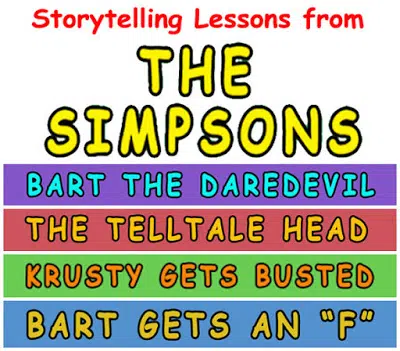 Storytelling Lessons from
THE
SIMPSONS
BART THE DAREDEVIL
THE TELLTALE HEAD
KRUSTY GETS BUSTED
BART GETS AN “F”